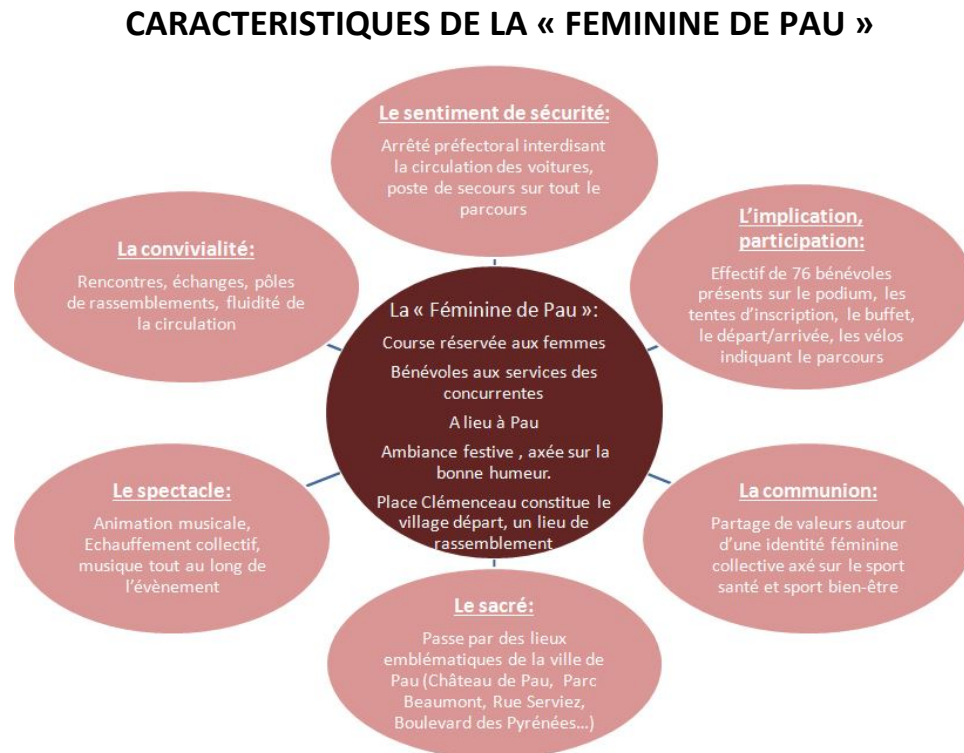 CARACTERISTIQUES DE LA « FEMININE DE PAU »
Le sentiment de sécurité:
Arrêté préfectoral interdisant
la circulation des voitures,
poste de secours sur tout le
parcours
L’implication,
participation:
Effectif de 76 bénévoles
présents sur le podium, les
tentes d’inscription, le buffet,
le départ/arrivée, les vélos
indiquant le parcours
La convivialité:
Rencontres, échanges, pôles
de rassemblements, fluidité de
la circulation
La « Féminine de Pau »:
Course réservée aux femmes
Bénévoles aux services des
concurrentes
A lieu à Pau
Ambiance festive , axée sur la
bonne humeur.
Place Clémenceau constitue le
village départ, un lieu de
rassemblement
Le spectacle:
Animation musicale,
Echauffement collectif,
musique tout au long de
l’évènement
La communion:
Partage de valeurs autour
d’une identité féminine
collective axé sur le sport
santé et sport bien-être
Le sacré:
Passe par des lieux
emblématiques de la ville de
Pau (Château de Pau, Parc
Beaumont, Rue Serviez,
Boulevard des Pyrénées…)